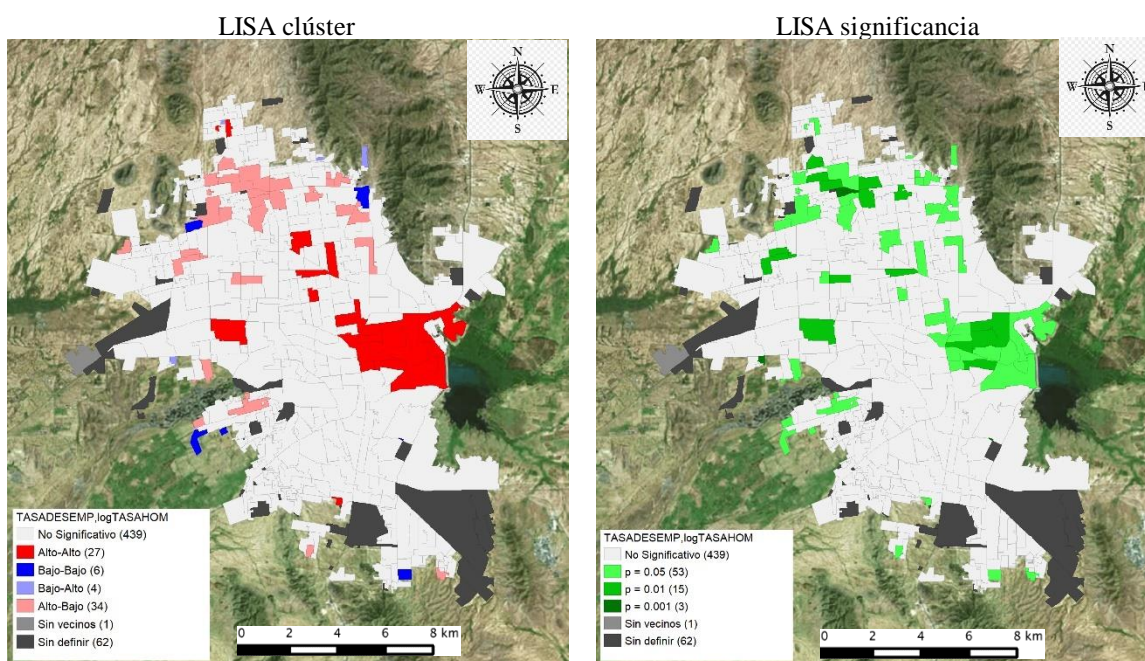 LISA clúster
N
W E
S
TASADESEMP,logTASAHOM
No Significativo (439)
Alto-Alto (27)
Bajo-Bajo (6)
Bajo-Alto (4)
Alto-Bajo (34)
Sin vecinos (1)
Sin definir (62)
0 2 4 6 8 km
LISA significancia
N
W E
S
TASADESEMP,logTASAHOM
No Significativo (439)
p = 0.05 (53)
p = 0.01 (15)
p = 0.001 (3)
Sin vecinos (1)
Sin definir (62)
0 2 4 6 8 km